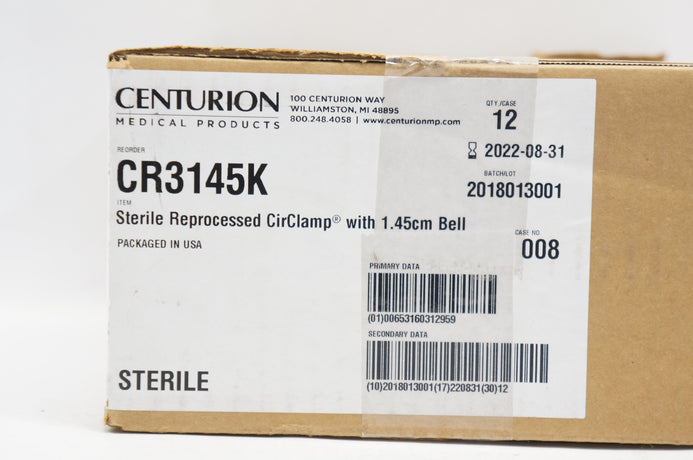 CENTURION
MEDICAL PRODUCTS
100 CENTURION WAY
WILLIAMSTON, MI 48895
800.248.4058 | www.centurionmp.com
QTY./CASE
12
2022-08-31
REORDER
CR3145K
BATCH/LOT
2018013001
ITEM
Sterile Reprocessed CirClamp® with 1.45cm Bell
PACKAGED IN USA
CASE NO.
008
PRIMARY DATA
(01)00653160312959
SECONDARY DATA
(10)2018013001(17)220831(30)12
STERILE